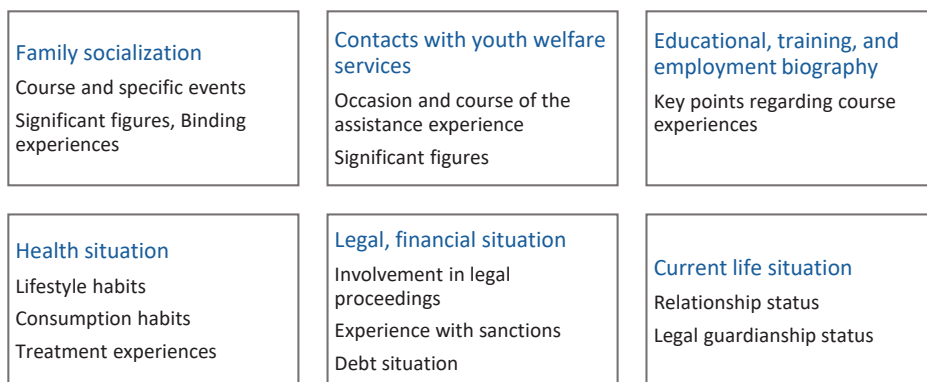 Family socialization
Course and specific events
Significant figures, Binding
experiences
Contacts with youth welfare
services
Occasion and course of the
assistance experience
Significant figures
Educational, training, and
employment biography
Key points regarding course
experiences
Health situation
Lifestyle habits
Consumption habits
Treatment experiences
Legal, financial situation
Involvement in legal
proceedings
Experience with sanctions
Debt situation
Current life situation
Relationship status
Legal guardianship status